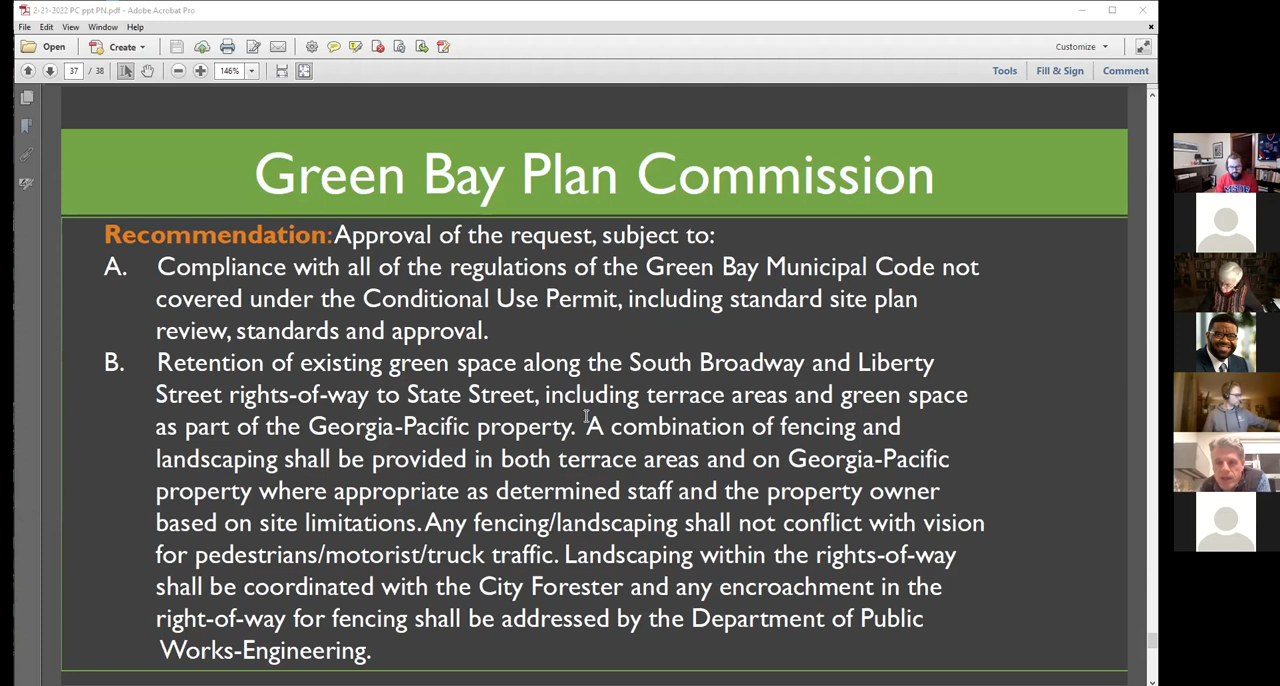 2-21-2022 PC ppt PN.pdf - Adobe Acrobat Pro
File Edit View Window Help
Open Create Customize
37 / 38 146% Tools Fill & Sign Comment
Green Bay Plan Commission
Recommendation: Approval of the request, subject to:
A. Compliance with all of the regulations of the Green Bay Municipal Code not
covered under the Conditional Use Permit, including standard site plan
review, standards and approval.
B. Retention of existing green space along the South Broadway and Liberty
Street rights-of-way to State Street, including terrace areas and green space
as part of the Georgia-Pacific property. A combination of fencing and
landscaping shall be provided in both terrace areas and on Georgia-Pacific
property where appropriate as determined staff and the property owner
based on site limitations. Any fencing/landscaping shall not conflict with vision
for pedestrians/motorist/truck traffic. Landscaping within the rights-of-way
shall be coordinated with the City Forester and any encroachment in the
right-of-way for fencing shall be addressed by the Department of Public
Works-Engineering.